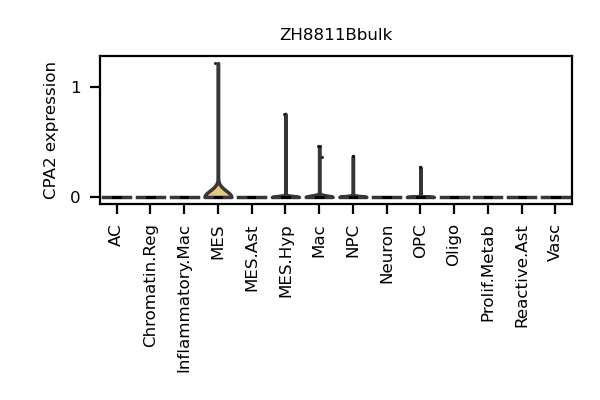 ZH8811Bbulk
CPA2 expression
1
0
AC
Chromatin.Reg
Inflammatory.Mac
MES
MES.Ast
MES.Hyp
Mac
NPC
Neuron
OPC
Oligo
Prolif.Metab
Reactive.Ast
Vasc